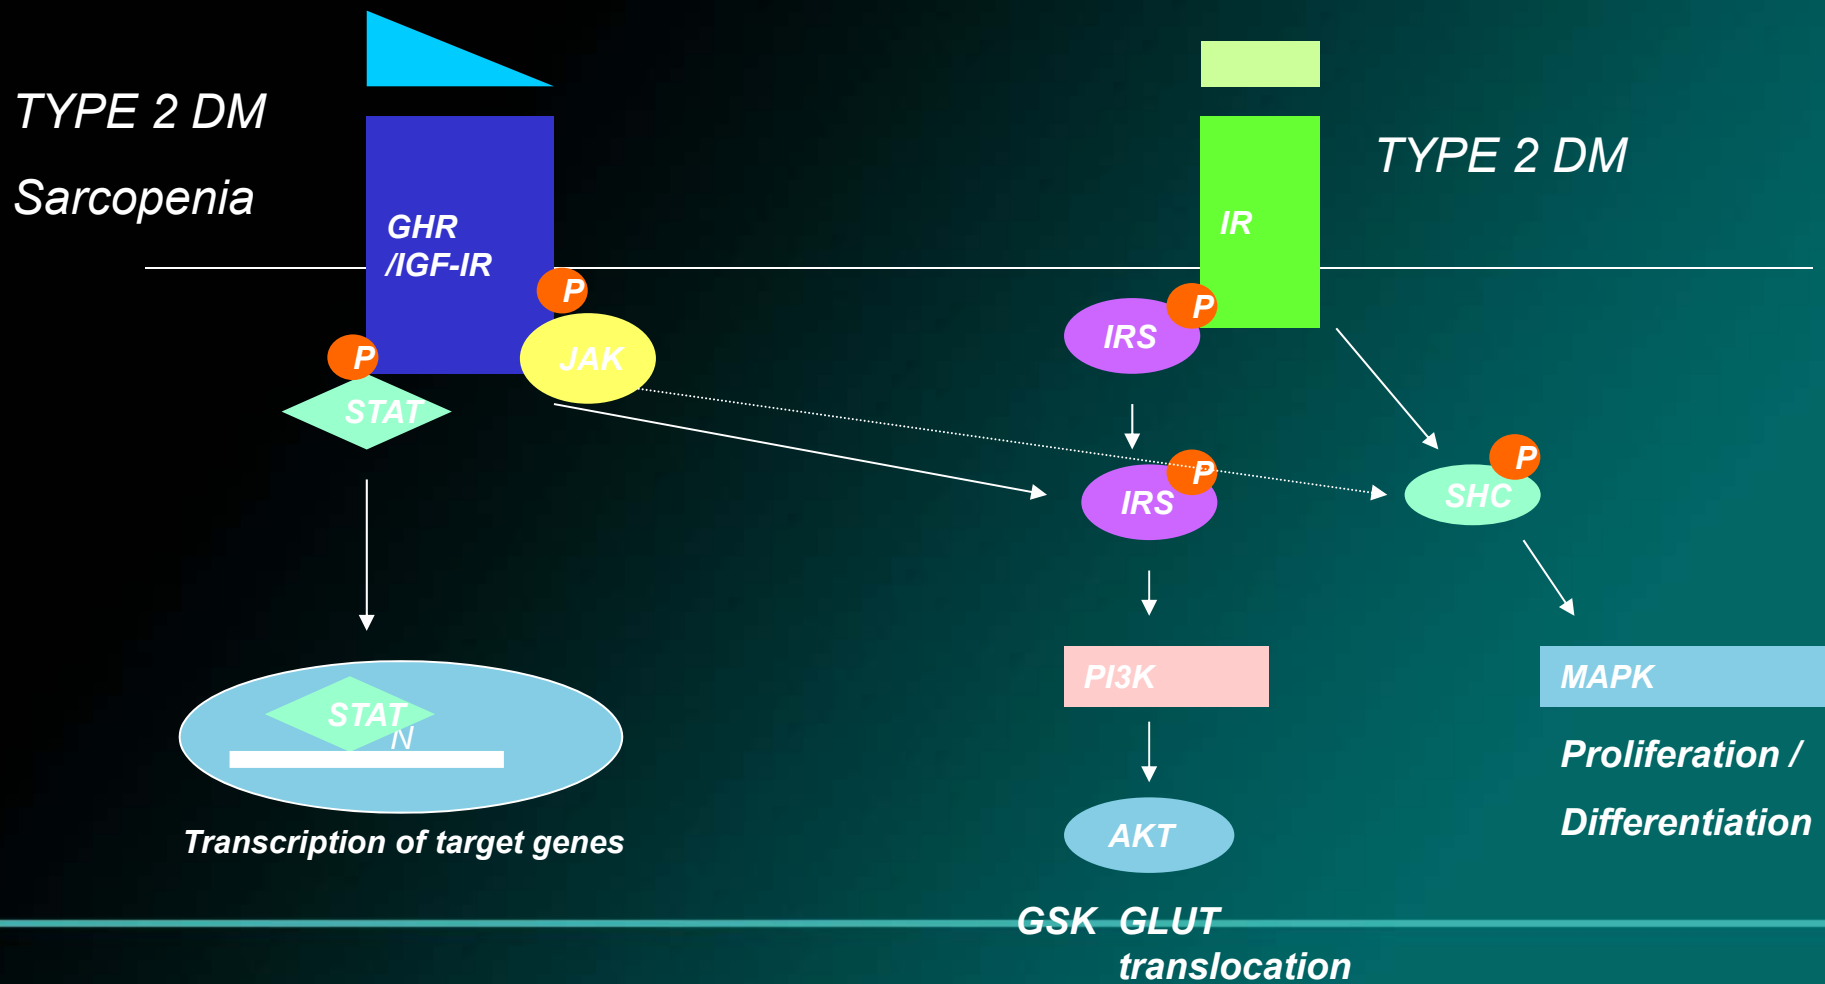 TYPE 2 DM
Sarcopenia
GHR
/IGF-IR
P
JAK
P
STAT
IR
TYPE 2 DM
P
IRS
P
IRS
P
SHC
STAT
N
Transcription of target genes
PI3K
MAPK
Proliferation /
Differentiation
AKT
GSK GLUT
translocation